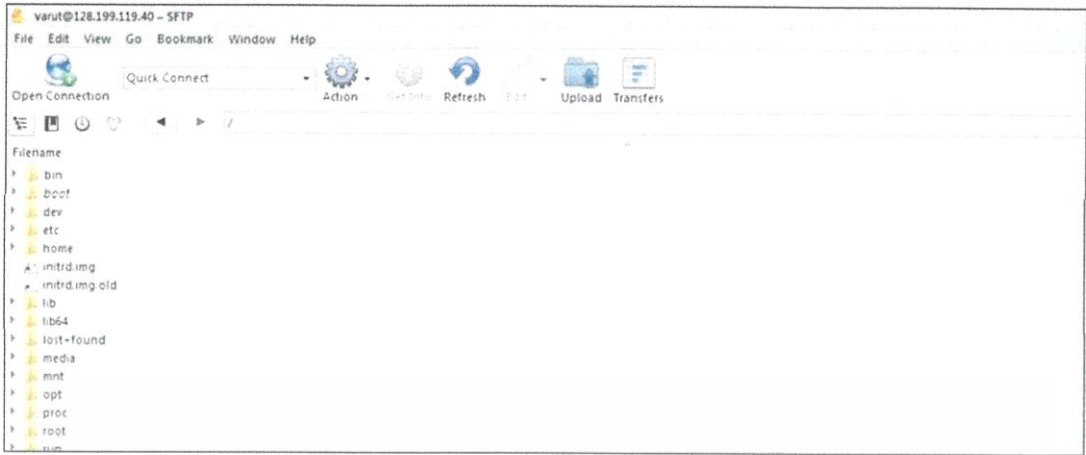 varut@128.199.119.40 – SFTP
File Edit View Go Bookmark Window Help
Quick Connect
Open Connection Action Get Info Refresh Edit Upload Transfers
/
Filename
bin
boot
dev
etc
home
initrd.img
initrd.img.old
lib
lib64
lost-found
media
mnt
opt
proc
root
run